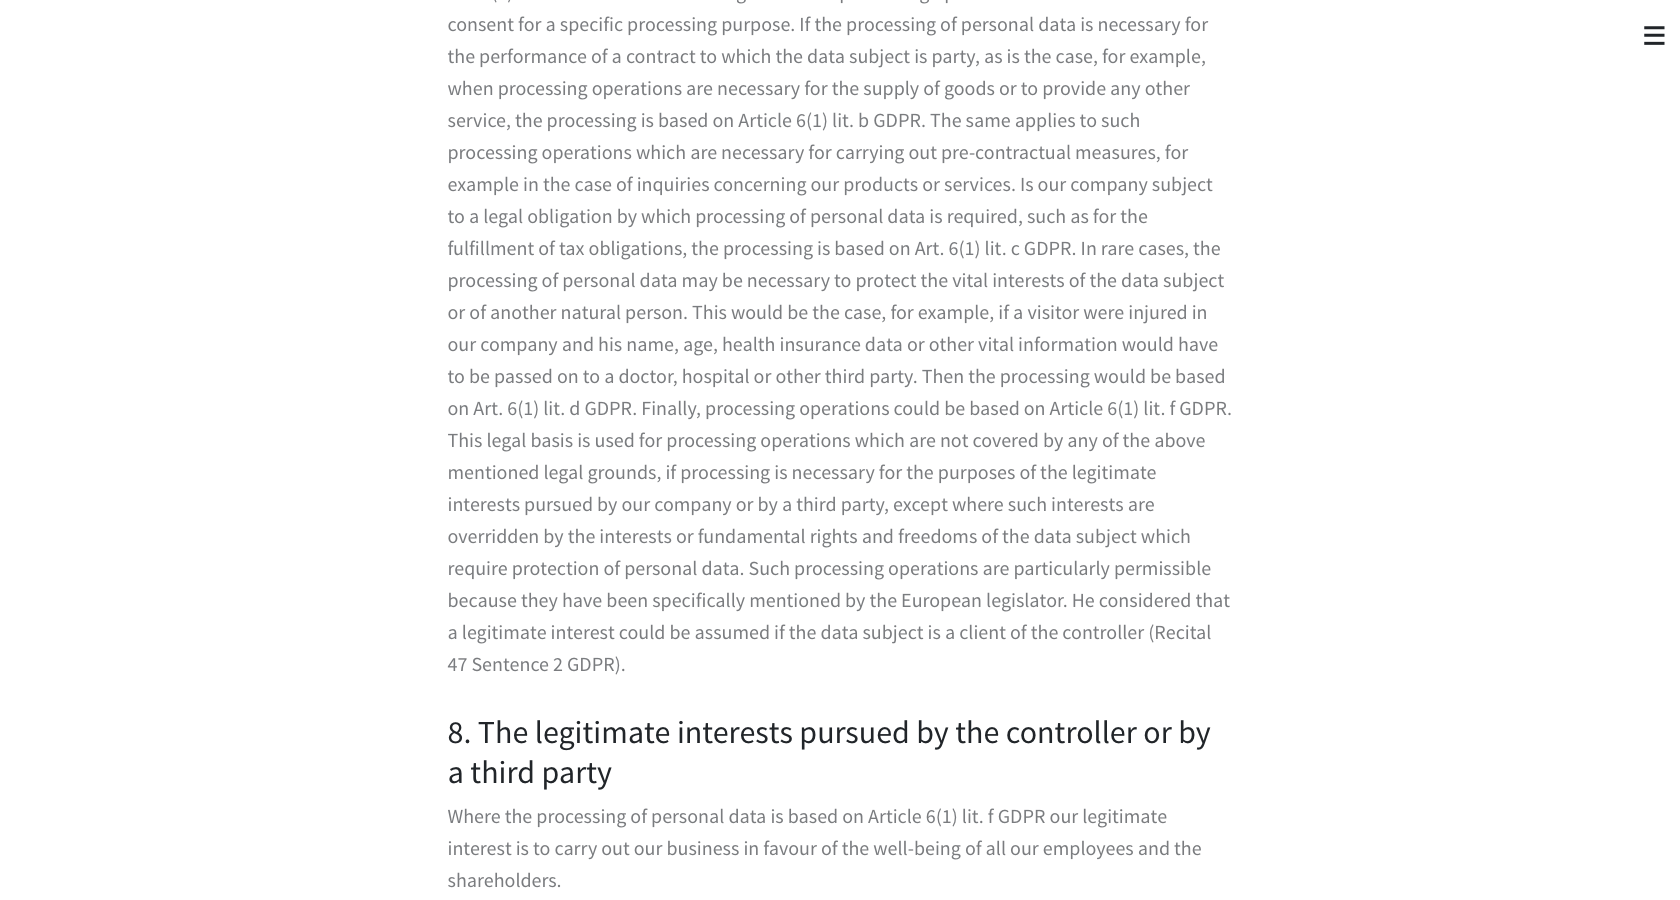 consent for a specific processing purpose. If the processing of personal data is necessary for
the performance of a contract to which the data subject is party, as is the case, for example,
when processing operations are necessary for the supply of goods or to provide any other
service, the processing is based on Article 6(1) lit. b GDPR. The same applies to such
processing operations which are necessary for carrying out pre-contractual measures, for
example in the case of inquiries concerning our products or services. Is our company subject
to a legal obligation by which processing of personal data is required, such as for the
fulfillment of tax obligations, the processing is based on Art. 6(1) lit. c GDPR. In rare cases, the
processing of personal data may be necessary to protect the vital interests of the data subject
or of another natural person. This would be the case, for example, if a visitor were injured in
our company and his name, age, health insurance data or other vital information would have
to be passed on to a doctor, hospital or other third party. Then the processing would be based
on Art. 6(1) lit. d GDPR. Finally, processing operations could be based on Article 6(1) lit. f GDPR.
This legal basis is used for processing operations which are not covered by any of the above
mentioned legal grounds, if processing is necessary for the purposes of the legitimate
interests pursued by our company or by a third party, except where such interests are
overridden by the interests or fundamental rights and freedoms of the data subject which
require protection of personal data. Such processing operations are particularly permissible
because they have been specifically mentioned by the European legislator. He considered that
a legitimate interest could be assumed if the data subject is a client of the controller (Recital
47 Sentence 2 GDPR).
8. The legitimate interests pursued by the controller or by
a third party
Where the processing of personal data is based on Article 6(1) lit. f GDPR our legitimate
interest is to carry out our business in favour of the well-being of all our employees and the
shareholders.